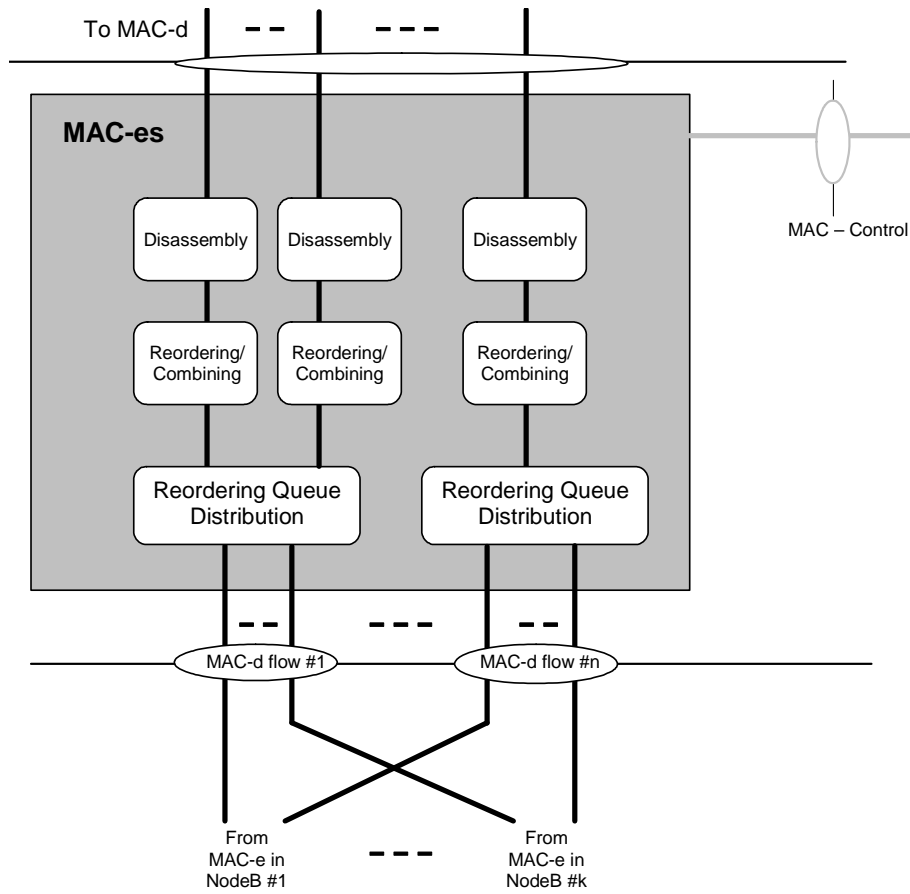 To MAC-d
MAC-es
MAC – Control
Disassembly
Disassembly
Disassembly
Reordering/
Combining
Reordering/
Combining
Reordering/
Combining
Reordering Queue
Distribution
Reordering Queue
Distribution
MAC-d flow #1
MAC-d flow #n
From
MAC-e in
NodeB #1
From
MAC-e in
NodeB #k